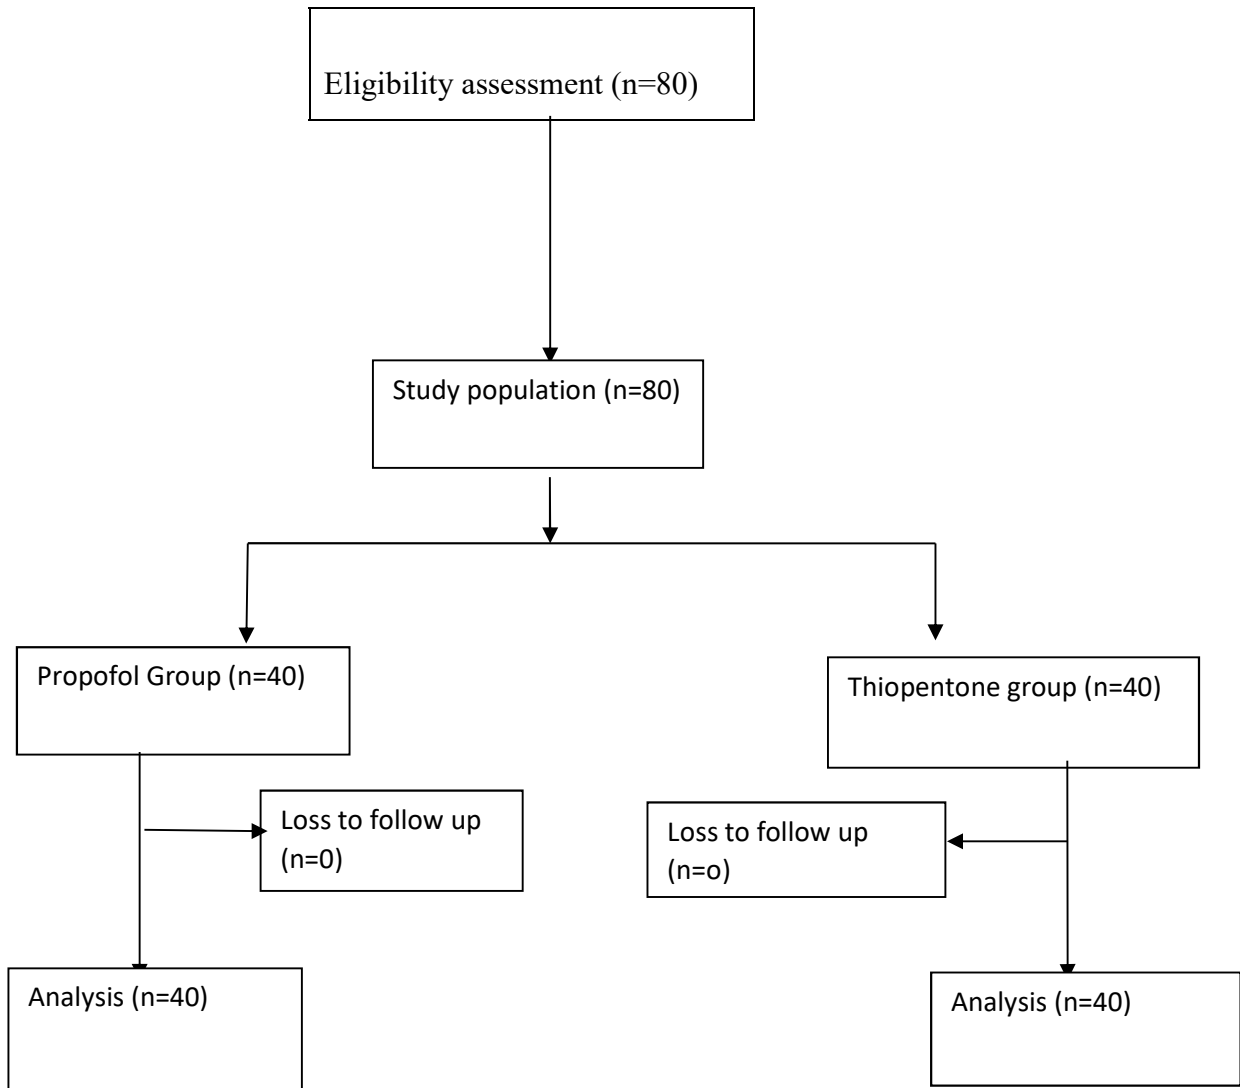 Eligibility assessment (n=80)
Study population (n=80)
Propofol Group (n=40)
Thiopentone group (n=40)
Loss to follow up
(n=0)
Loss to follow up
(n=o)
Analysis (n=40)
Analysis (n=40)